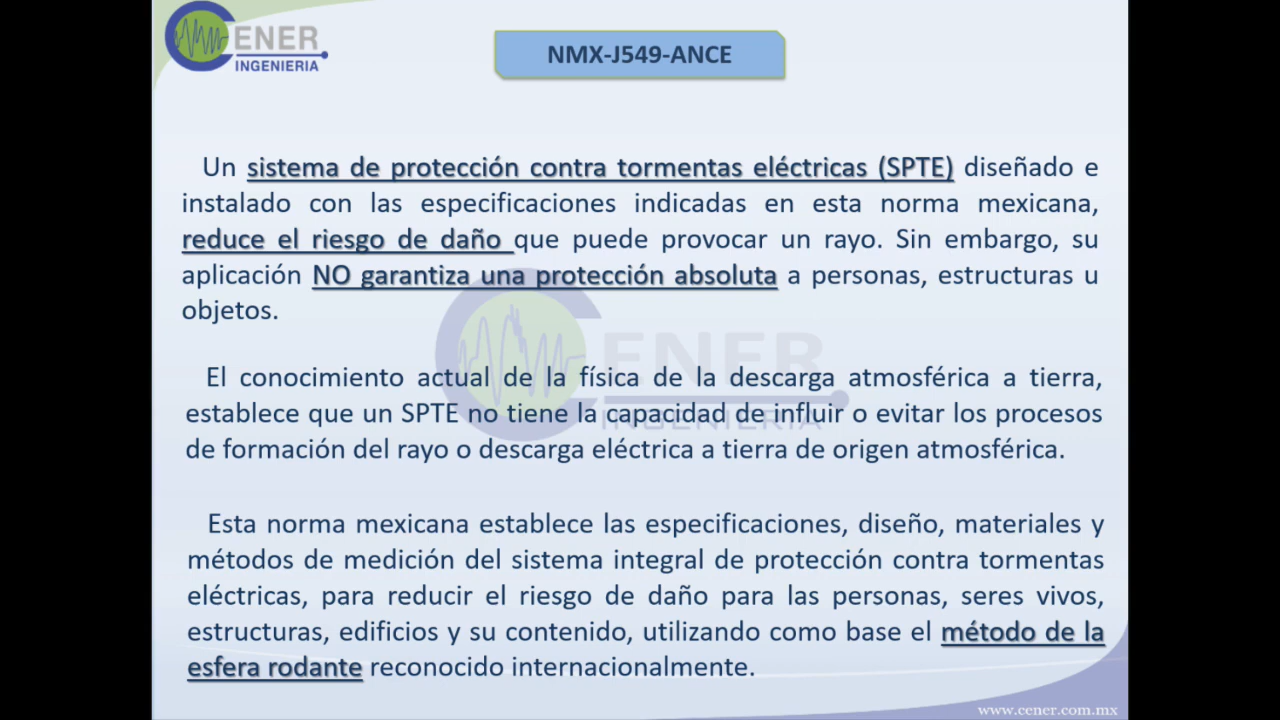 CENER
INGENIERIA
NMX-J549-ANCE
Un sistema de protección contra tormentas eléctricas (SPTE) diseñado e
instalado con las especificaciones indicadas en esta norma mexicana,
reduce el riesgo de daño que puede provocar un rayo. Sin embargo, su
aplicación NO garantiza una protección absoluta a personas, estructuras u
objetos.
CENER
INGENIERIA
El conocimiento actual de la física de la descarga atmosférica a tierra,
establece que un SPTE no tiene la capacidad de influir o evitar los procesos
de formación del rayo o descarga eléctrica a tierra de origen atmosférica.
Esta norma mexicana establece las especificaciones, diseño, materiales y
métodos de medición del sistema integral de protección contra tormentas
eléctricas, para reducir el riesgo de daño para las personas, seres vivos,
estructuras, edificios y su contenido, utilizando como base el método de la
esfera rodante reconocido internacionalmente.
www.cener.com.mx